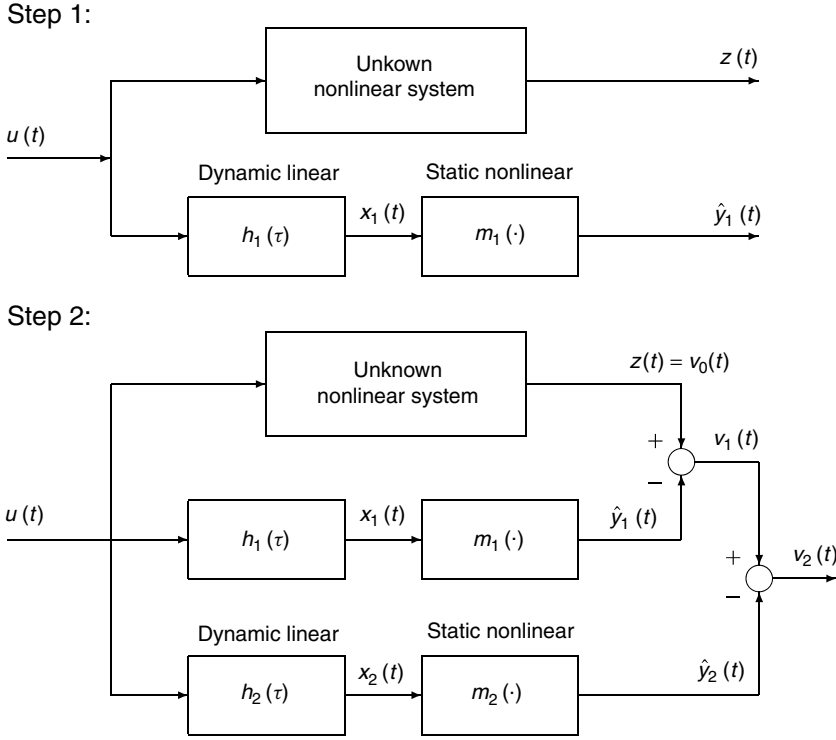 Step 1:
Unkown
nonlinear system
z (t)
u (t)
Dynamic linear
Static nonlinear
h₁ (τ)
x₁ (t)
m₁ (·)
ŷ₁ (t)
Step 2:
Unknown
nonlinear system
z(t) = v₀(t)
+
−
v₁ (t)
u (t)
h₁ (τ)
x₁ (t)
m₁ (·)
ŷ₁ (t)
+
−
v₂ (t)
Dynamic linear
Static nonlinear
h₂ (τ)
x₂ (t)
m₂ (·)
ŷ₂ (t)